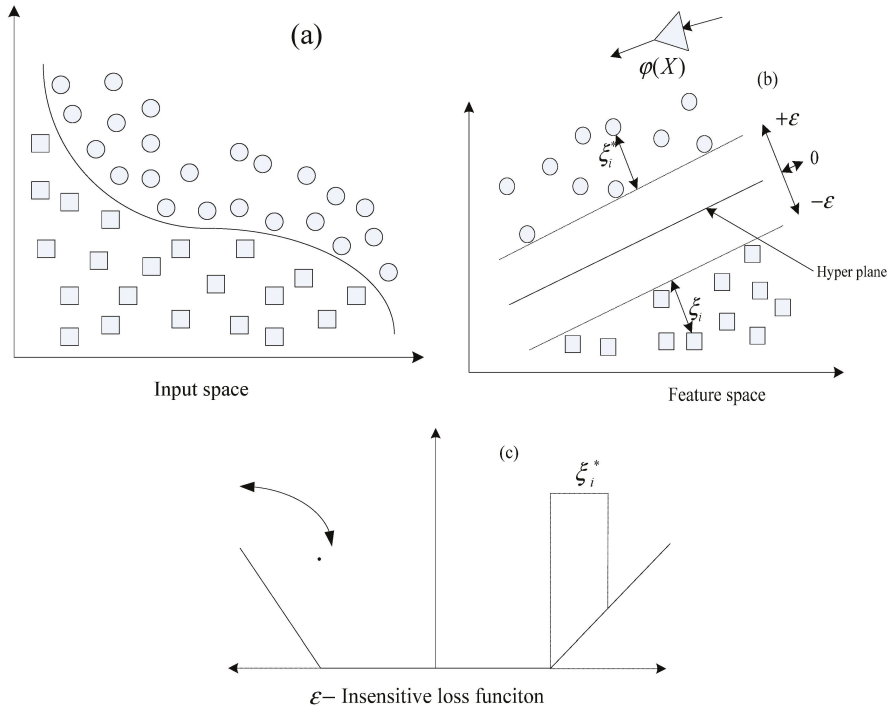 (a)
Input space
φ(X)
(b)
ξᵢ*
+ε
0
−ε
Hyper plane
ξᵢ
Feature space
(c)
ξᵢ*
ε− Insensitive loss funciton